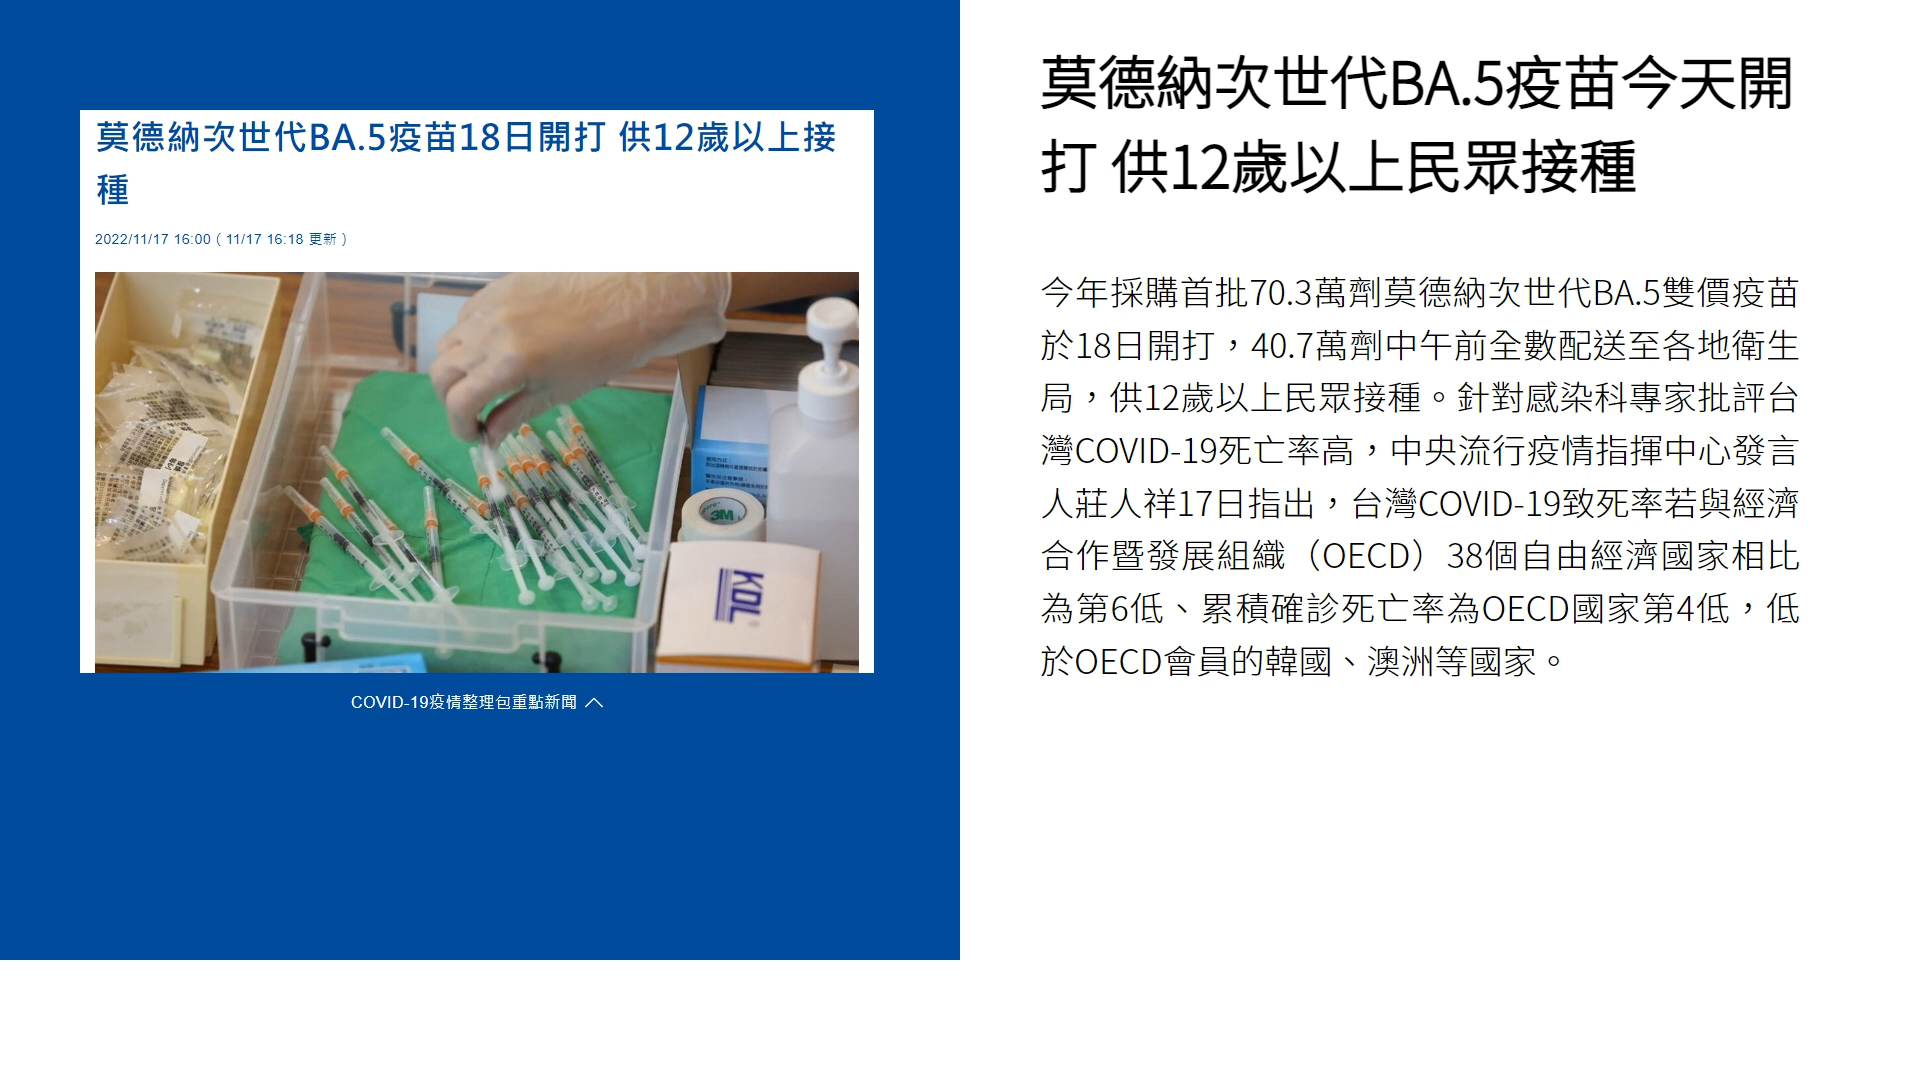 莫德納次世代BA.5疫苗18日開打 供12歲以上接
種
2022/11/17 16:00（11/17 16:18 更新）
3M
KDL
COVID-19疫情整理包重點新聞
莫德納次世代BA.5疫苗今天開
打 供12歲以上民眾接種
今年採購首批70.3萬劑莫德納次世代BA.5雙價疫苗
於18日開打，40.7萬劑中午前全數配送至各地衛生
局，供12歲以上民眾接種。針對感染科專家批評台
灣COVID-19死亡率高，中央流行疫情指揮中心發言
人莊人祥17日指出，台灣COVID-19致死率若與經濟
合作暨發展組織（OECD）38個自由經濟國家相比
為第6低、累積確診死亡率為OECD國家第4低，低
於OECD會員的韓國、澳洲等國家。